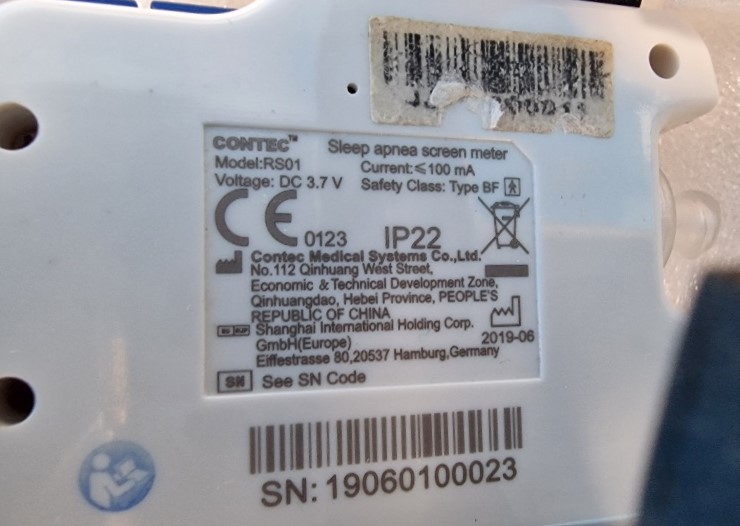 CONTEC™ Sleep apnea screen meter
Model:RS01 Current:≤100 mA
Voltage: DC 3.7 V Safety Class: Type BF
CE 0123 IP22
Contec Medical Systems Co.,Ltd.
No.112 Qinhuang West Street,
Economic & Technical Development Zone,
Qinhuangdao, Hebei Province, PEOPLE'S
REPUBLIC OF CHINA
Shanghai International Holding Corp.
GmbH(Europe)
2019-06
Eiffestrasse 80,20537 Hamburg,Germany
SN See SN Code
SN: 19060100023